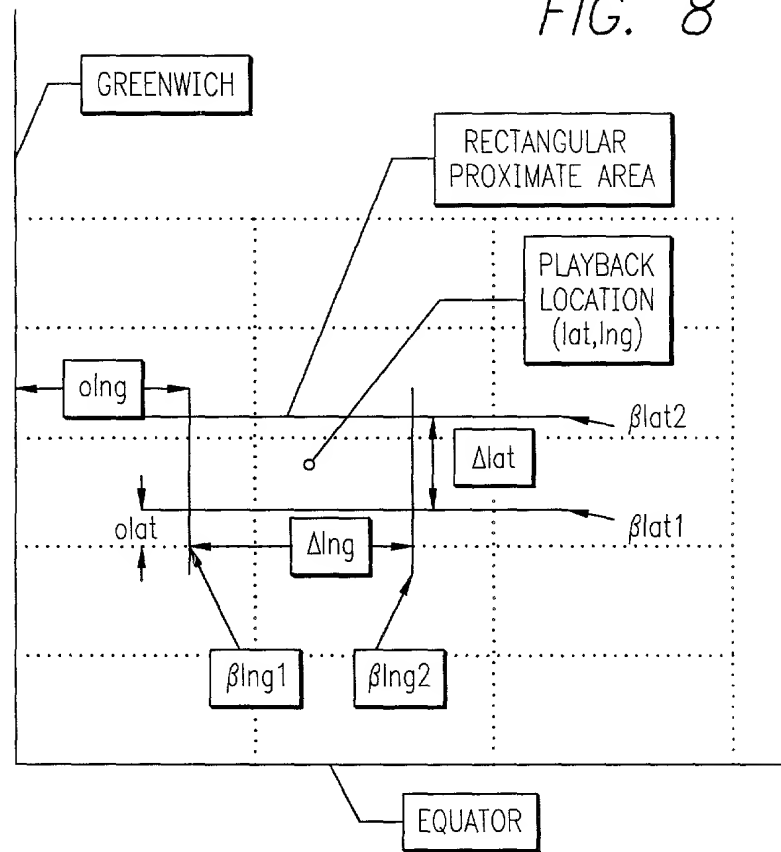 FIG. 8
GREENWICH
RECTANGULAR
PROXIMATE AREA
PLAYBACK
LOCATION
(lat,lng)
olng
βlat2
Δlat
olat
Δlng
βlat1
βlng1
βlng2
EQUATOR